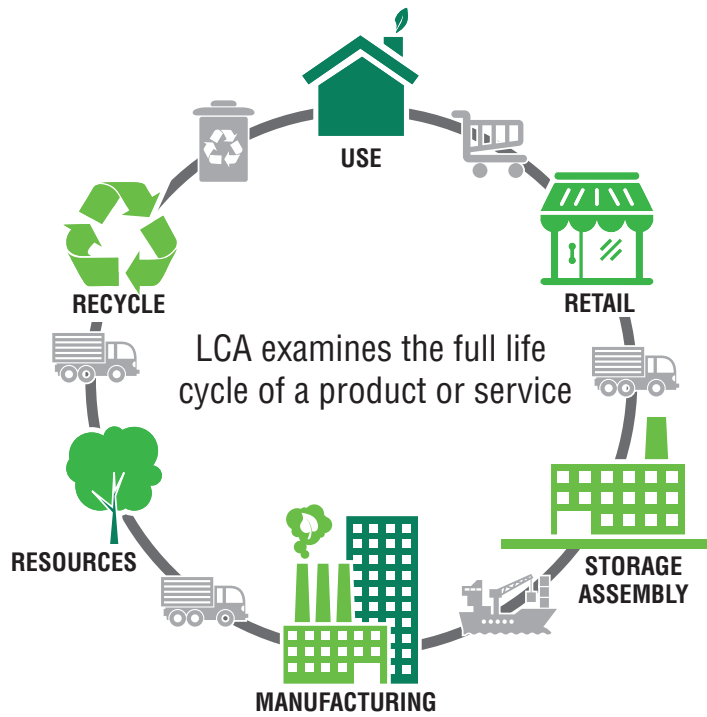 USE
RETAIL
RECYCLE
LCA examines the full life
cycle of a product or service
STORAGE
ASSEMBLY
RESOURCES
MANUFACTURING